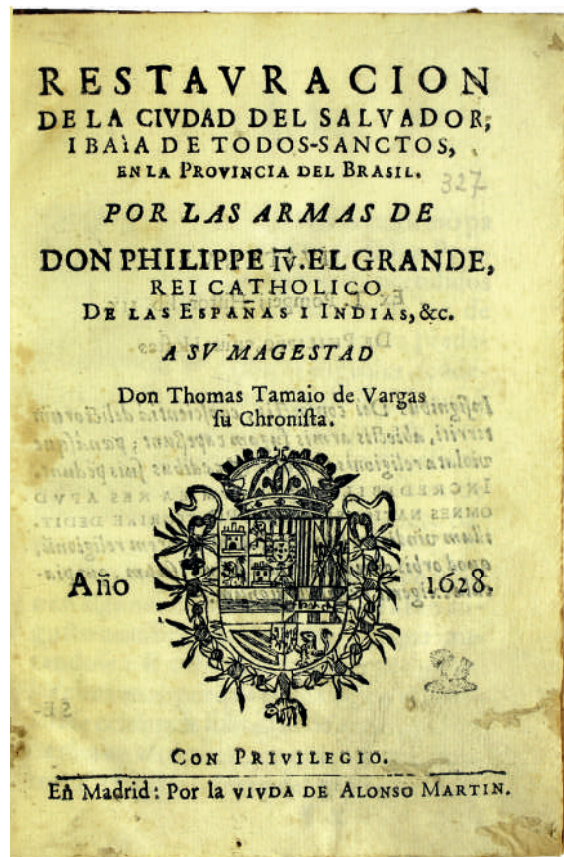 RESTAVRACION
DE LA CIVDAD DEL SALVADOR,
I BAìA DE TODOS-SANCTOS,
EN LA PROVINCIA DEL BRASIL.
327
POR LAS ARMAS DE
DON PHILIPPE IV. EL GRANDE,
REI CATHOLICO
DE LAS ESPAÑAS I INDIAS, &c.
A SV MAGESTAD
Don Thomas Tamaio de Vargas
ſu Chroniſta.
Año 1628.
CON PRIVILEGIO.
En Madrid: Por la VIVDA DE ALONSO MARTIN.